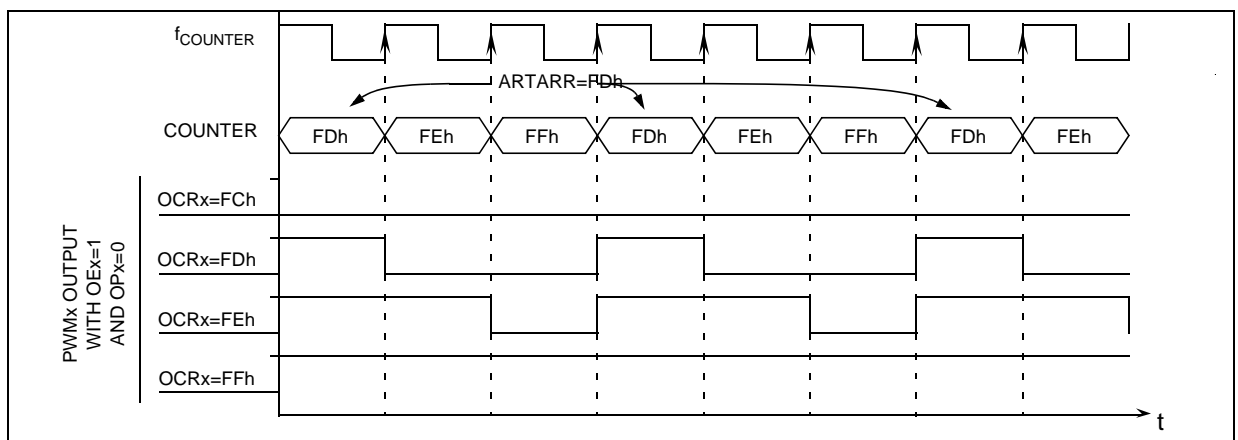 fCOUNTER
ARTARR=FDh
COUNTER
FDh FEh FFh FDh FEh FFh FDh FEh
PWMx OUTPUT
WITH OEx=1
AND OPx=0
OCRx=FCh
OCRx=FDh
OCRx=FEh
OCRx=FFh
t